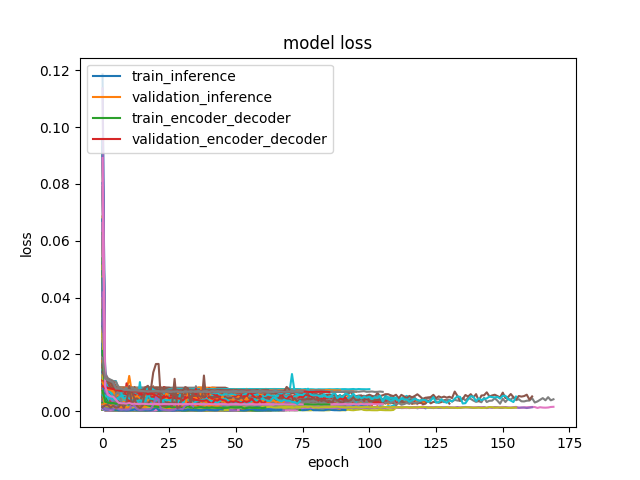 model loss
train_inference
validation_inference
train_encoder_decoder
validation_encoder_decoder
loss
0.12
0.10
0.08
0.06
0.04
0.02
0.00
0 25 50 75 100 125 150 175
epoch